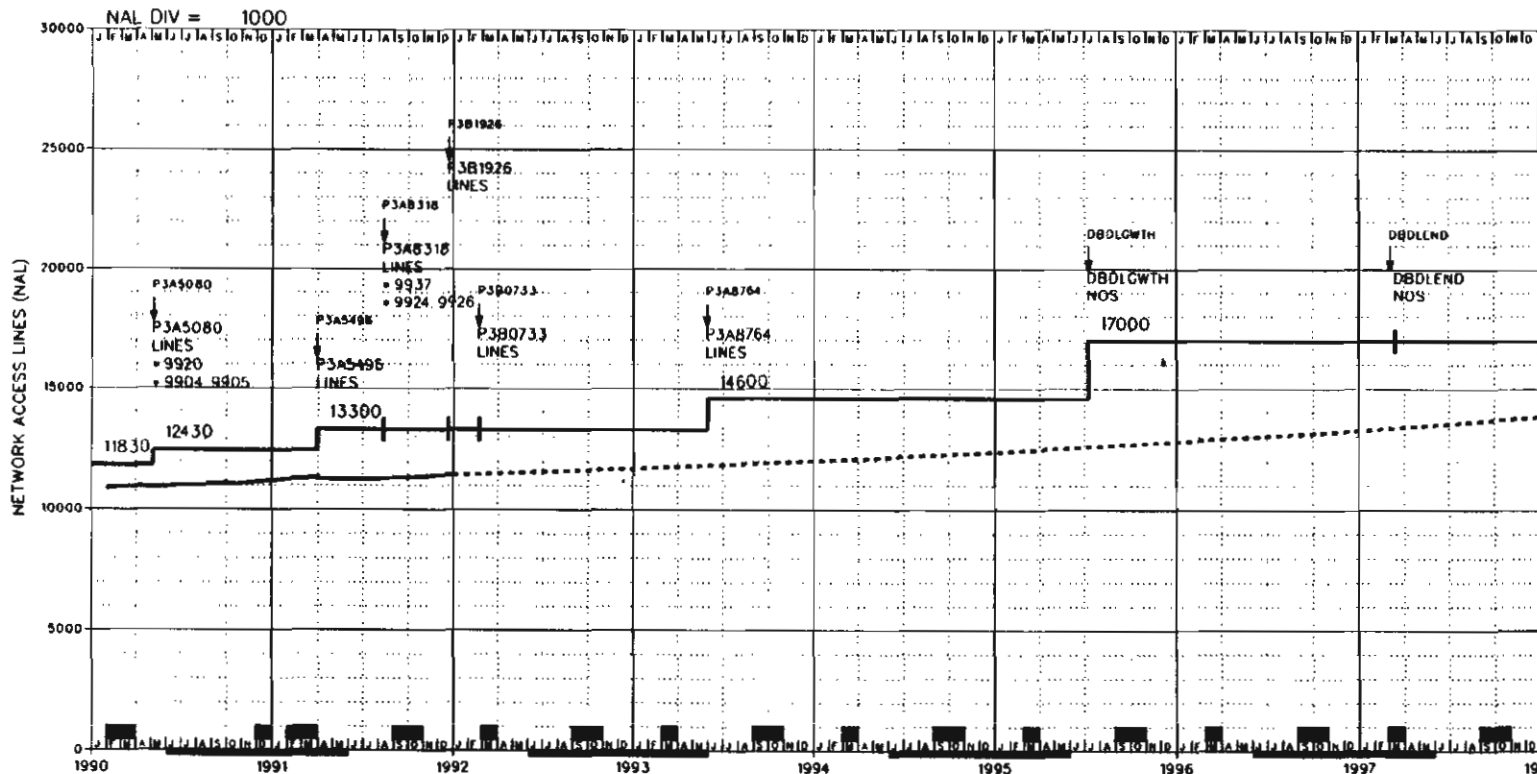 NAL DIV = 1000
30000
J F M A M J J A S O N D J F M A M J J A S O N D J F M A M J J A S O N D J F M A M J J A S O N D J F M A M J J A S O N D J F M A M J J A S O N D J F M A M J J A S O N D J F M A M J J A S O N D
P3B1926
25000
P3B1926
LINES
P3A8318
P3A8318
LINES
• 9937
• 9924 9926
DBDLGWTH
DBDLEND
20000
DBDLGWTH
NOS
DBDLEND
NOS
P3A5080
P3B0733
P3A8764
P3A5080
LINES
• 9920
• 9904 9905
P3A5496
P3A5496
LINES
P3B0733
LINES
P3A8764
LINES
17000
15000
14600
13300
12430
11830
10000
5000
0
NETWORK ACCESS LINES (NAL)
J F M A M J J A S O N D J F M A M J J A S O N D J F M A M J J A S O N D J F M A M J J A S O N D J F M A M J J A S O N D J F M A M J J A S O N D J F M A M J J A S O N D J F M A M J J A S O N D
1990 1991 1992 1993 1994 1995 1996 1997